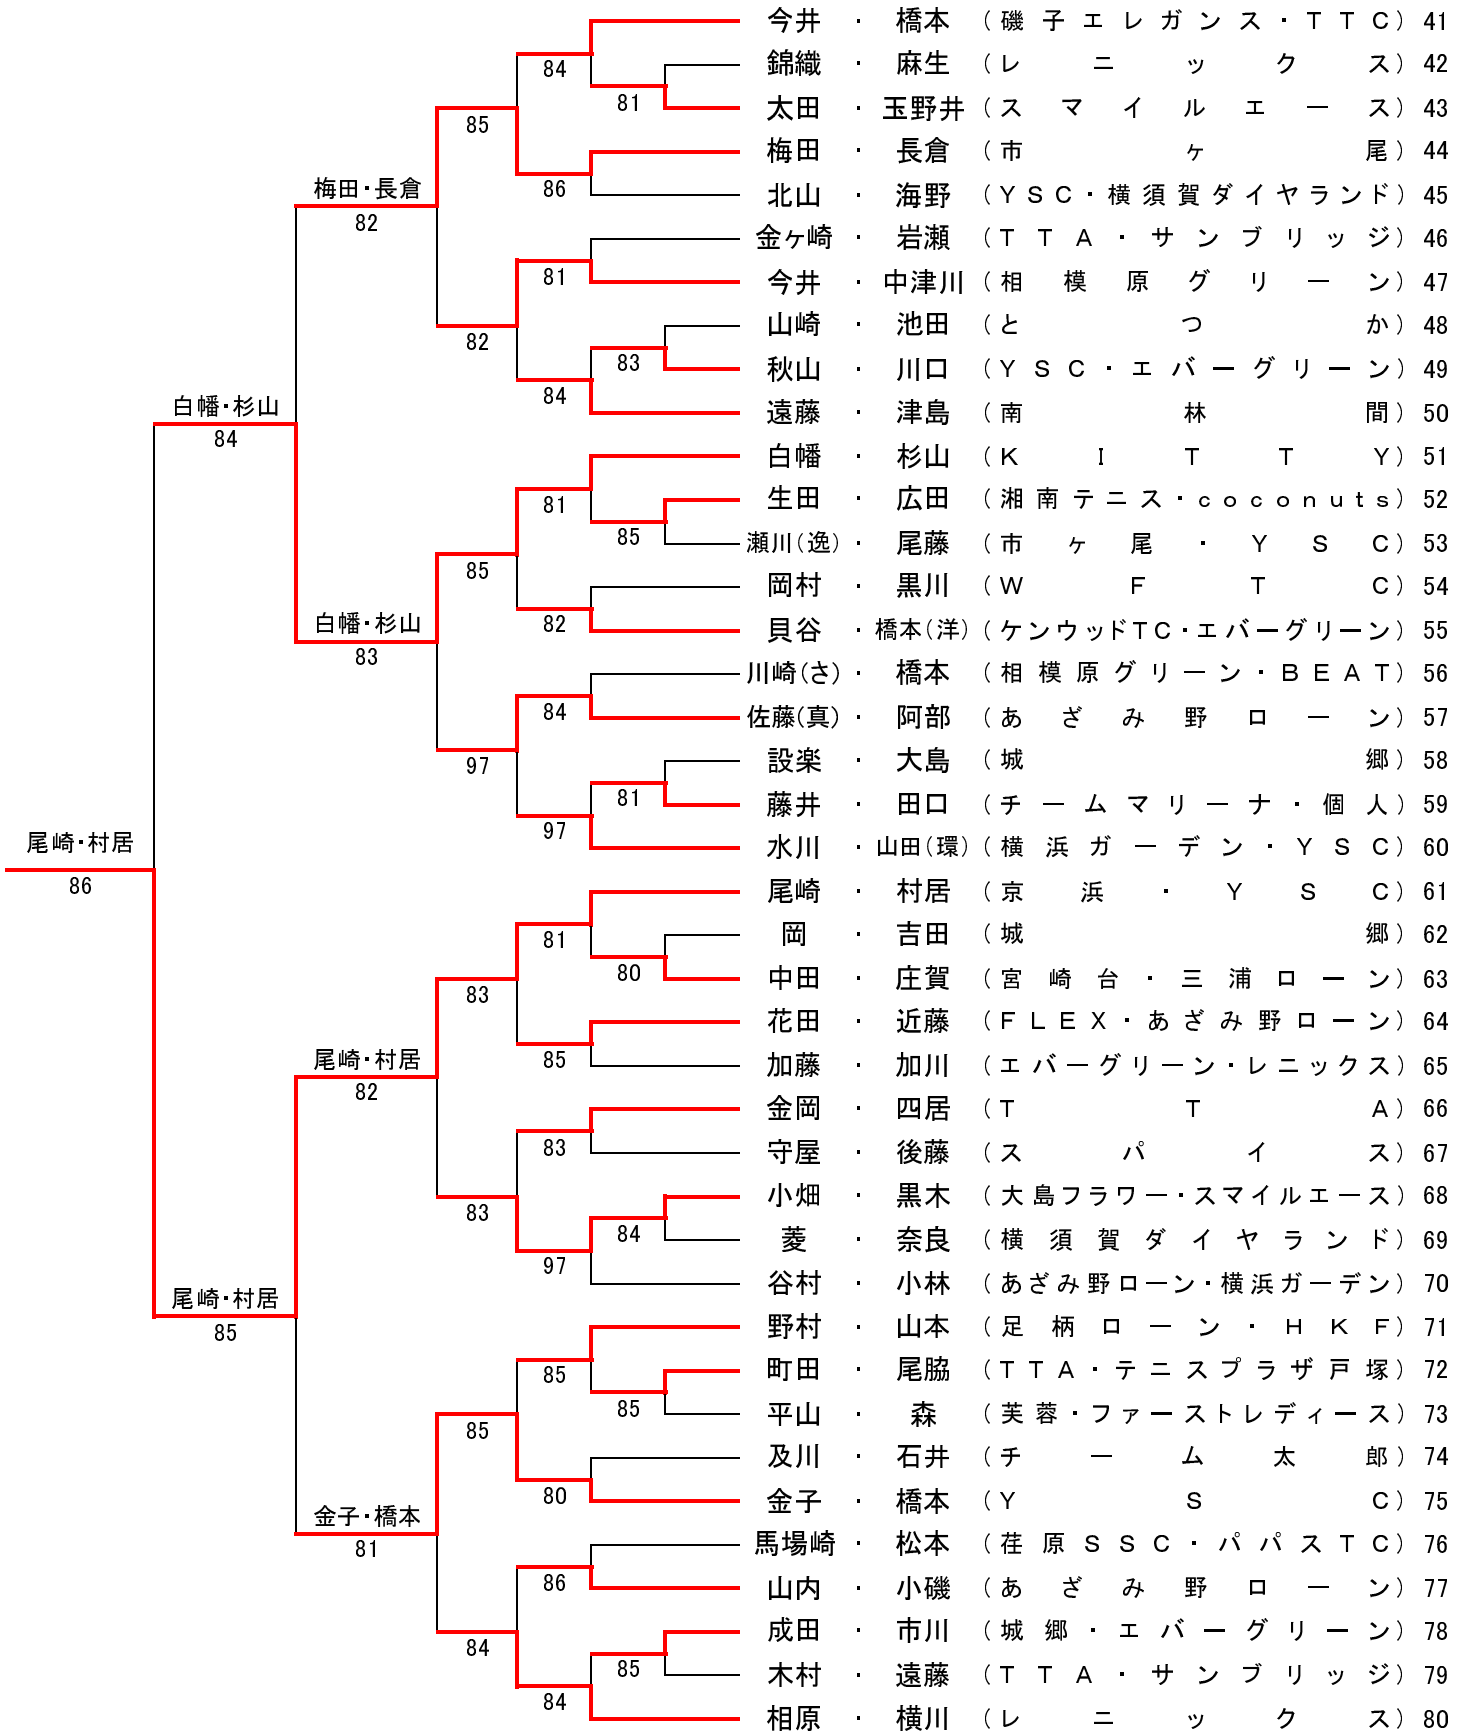 今井 ・ 橋本 (磯子エレガンス・TTC) 41
84
錦織 ・ 麻生 (レニックス) 42
81
太田 ・ 玉野井 (スマイルエース) 43
85
梅田 ・ 長倉 (市ヶ尾) 44
梅田・長倉
86
北山 ・ 海野 (YSC・横須賀ダイヤランド) 45
82
金ヶ崎 ・ 岩瀬 (TTA・サンブリッジ) 46
81
今井 ・ 中津川 (相模原グリーン) 47
山崎 ・ 池田 (とつか) 48
82
83
秋山 ・ 川口 (YSC・エバーグリーン) 49
84
白幡・杉山
遠藤 ・ 津島 (南林間) 50
84
白幡 ・ 杉山 (KITTY) 51
81
生田 ・ 広田 (湘南テニス・coconuts) 52
85
瀬川(逸) ・ 尾藤 (市ヶ尾・YSC) 53
85
岡村 ・ 黒川 (WFTC) 54
白幡・杉山
82
貝谷 ・ 橋本(洋) (ケンウッドTC・エバーグリーン) 55
83
川崎(さ) ・ 橋本 (相模原グリーン・BEAT) 56
84
佐藤(真) ・ 阿部 (あざみ野ローン) 57
97
設楽 ・ 大島 (城郷) 58
81
藤井 ・ 田口 (チームマリーナ・個人) 59
97
尾崎・村居
水川 ・ 山田(環) (横浜ガーデン・YSC) 60
86
尾崎 ・ 村居 (京浜・YSC) 61
81
岡 ・ 吉田 (城郷) 62
80
中田 ・ 庄賀 (宮崎台・三浦ローン) 63
83
花田 ・ 近藤 (FLEX・あざみ野ローン) 64
尾崎・村居
85
加藤 ・ 加川 (エバーグリーン・レニックス) 65
82
金岡 ・ 四居 (TTA) 66
83
守屋 ・ 後藤 (スパイス) 67
小畑 ・ 黒木 (大島フラワー・スマイルエース) 68
83
84
菱 ・ 奈良 (横須賀ダイヤランド) 69
97
谷村 ・ 小林 (あざみ野ローン・横浜ガーデン) 70
尾崎・村居
85
野村 ・ 山本 (足柄ローン・HKF) 71
85
町田 ・ 尾脇 (TTA・テニスプラザ戸塚) 72
85
平山 ・ 森 (芙蓉・ファーストレディース) 73
85
及川 ・ 石井 (チーム太郎) 74
80
金子 ・ 橋本 (YSC) 75
金子・橋本
81
馬場崎 ・ 松本 (荏原SSC・パパスTC) 76
86
山内 ・ 小磯 (あざみ野ローン) 77
成田 ・ 市川 (城郷・エバーグリーン) 78
84
85
木村 ・ 遠藤 (TTA・サンブリッジ) 79
84
相原 ・ 横川 (レニックス) 80